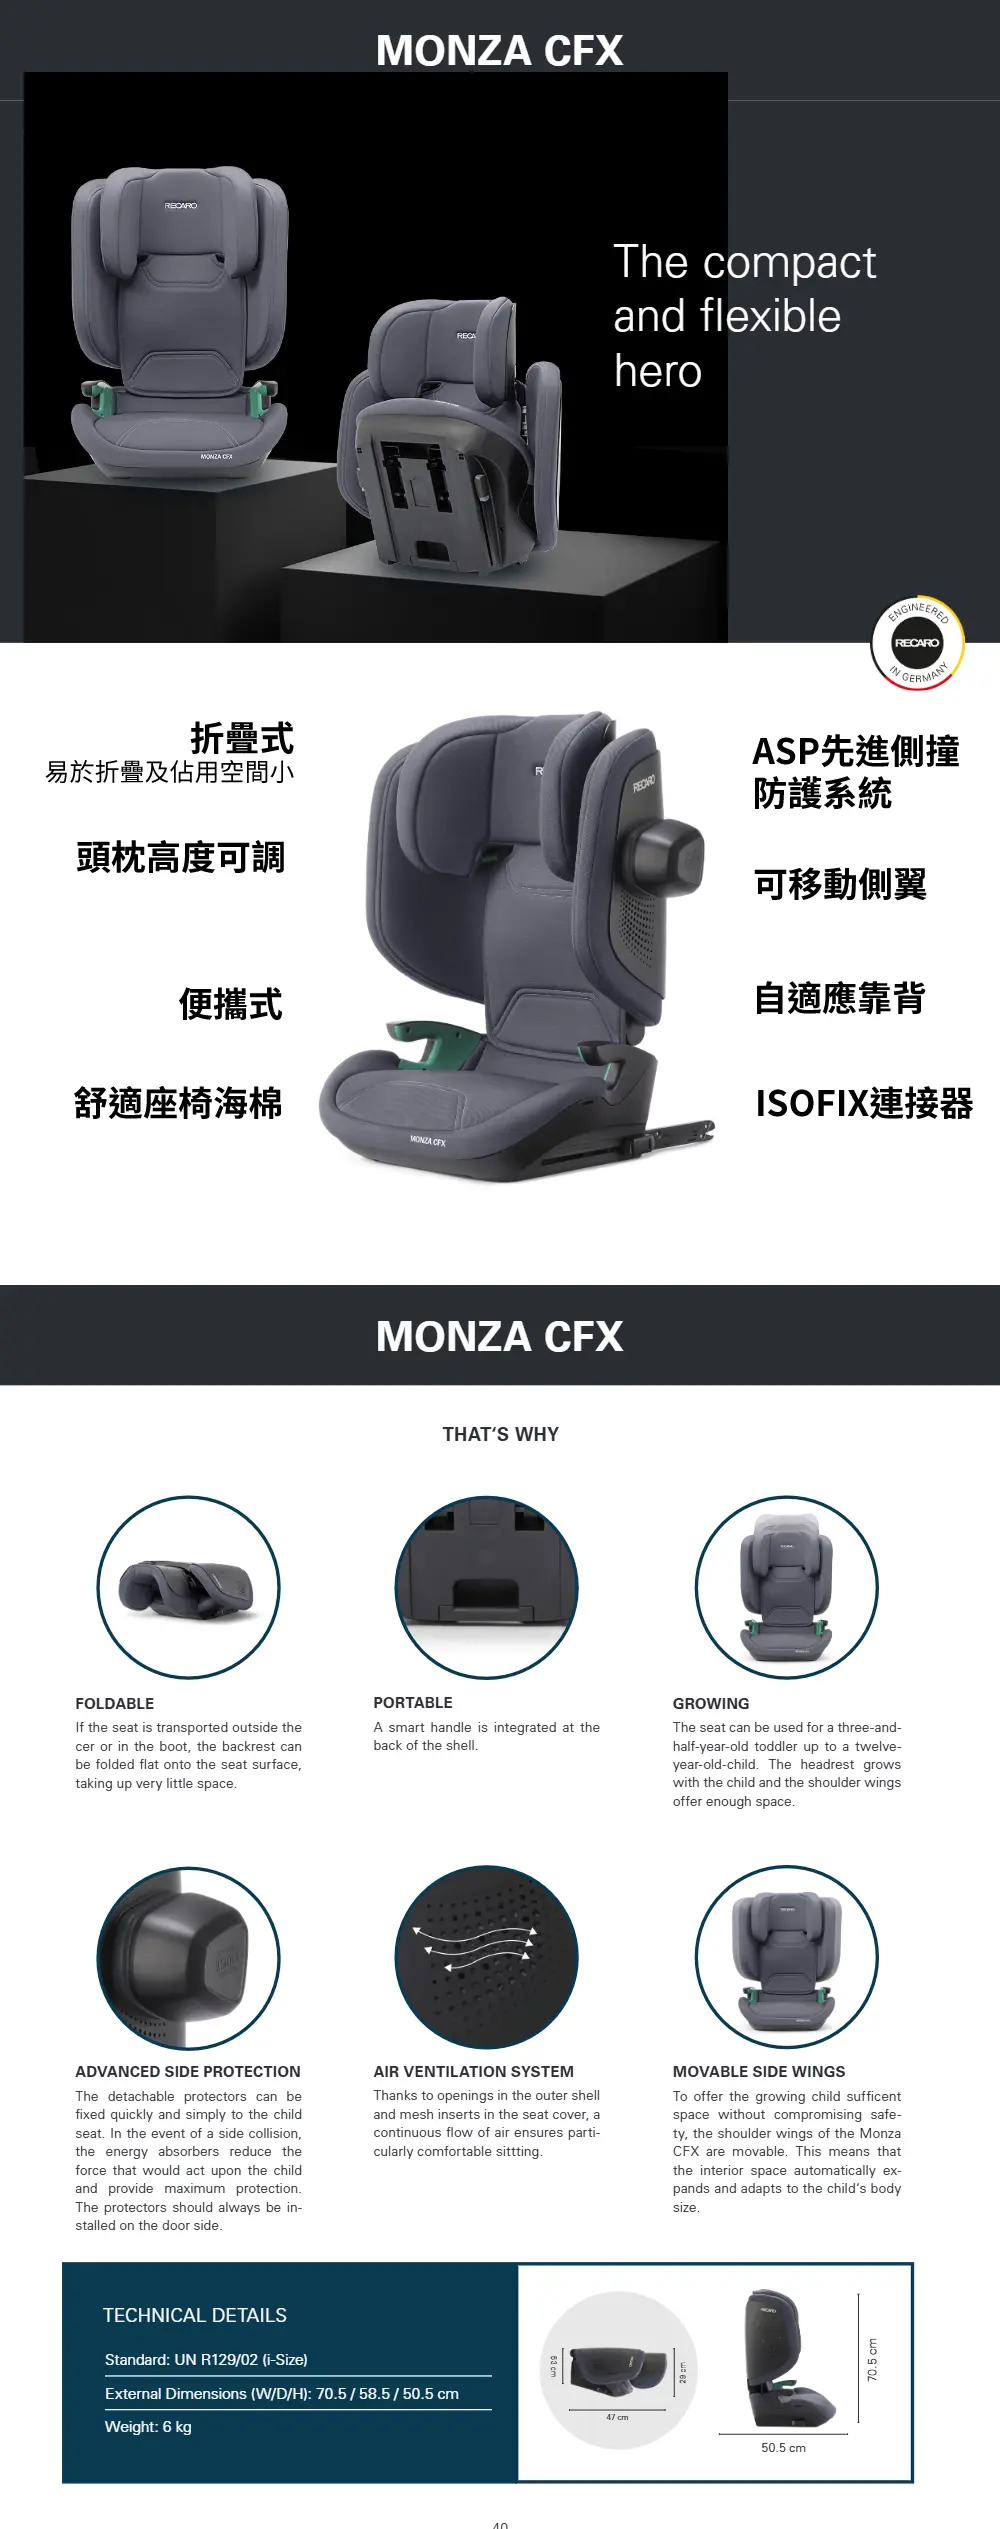 MONZA CFX
RECARO
RECA
The compact
and flexible
hero
MONZA CFX
ENGINEERED
RECARO
IN GERMANY
折疊式
易於折疊及佔用空間小
頭枕高度可調
便攜式
舒適座椅海棉
R
RECARO
MONZA CFX
ASP先進側撞
防護系統
可移動側翼
自適應靠背
ISOFIX連接器
MONZA CFX
THAT‘S WHY
FOLDABLE
If the seat is transported outside the
cer or in the boot, the backrest can
be folded flat onto the seat surface,
taking up very little space.
PORTABLE
A smart handle is integrated at the
back of the shell.
GROWING
The seat can be used for a three-and-
half-year-old toddler up to a twelve-
year-old-child. The headrest grows
with the child and the shoulder wings
offer enough space.
ADVANCED SIDE PROTECTION
The detachable protectors can be
fixed quickly and simply to the child
seat. In the event of a side collision,
the energy absorbers reduce the
force that would act upon the child
and provide maximum protection.
The protectors should always be in-
stalled on the door side.
AIR VENTILATION SYSTEM
Thanks to openings in the outer shell
and mesh inserts in the seat cover, a
continuous flow of air ensures parti-
cularly comfortable sittting.
MOVABLE SIDE WINGS
To offer the growing child sufficent
space without compromising safe-
ty, the shoulder wings of the Monza
CFX are movable. This means that
the interior space automatically ex-
pands and adapts to the child‘s body
size.
TECHNICAL DETAILS
Standard: UN R129/02 (i-Size)
External Dimensions (W/D/H): 70.5 / 58.5 / 50.5 cm
Weight: 6 kg
53 cm
29 cm
47 cm
RECARO
70.5 cm
50.5 cm
40